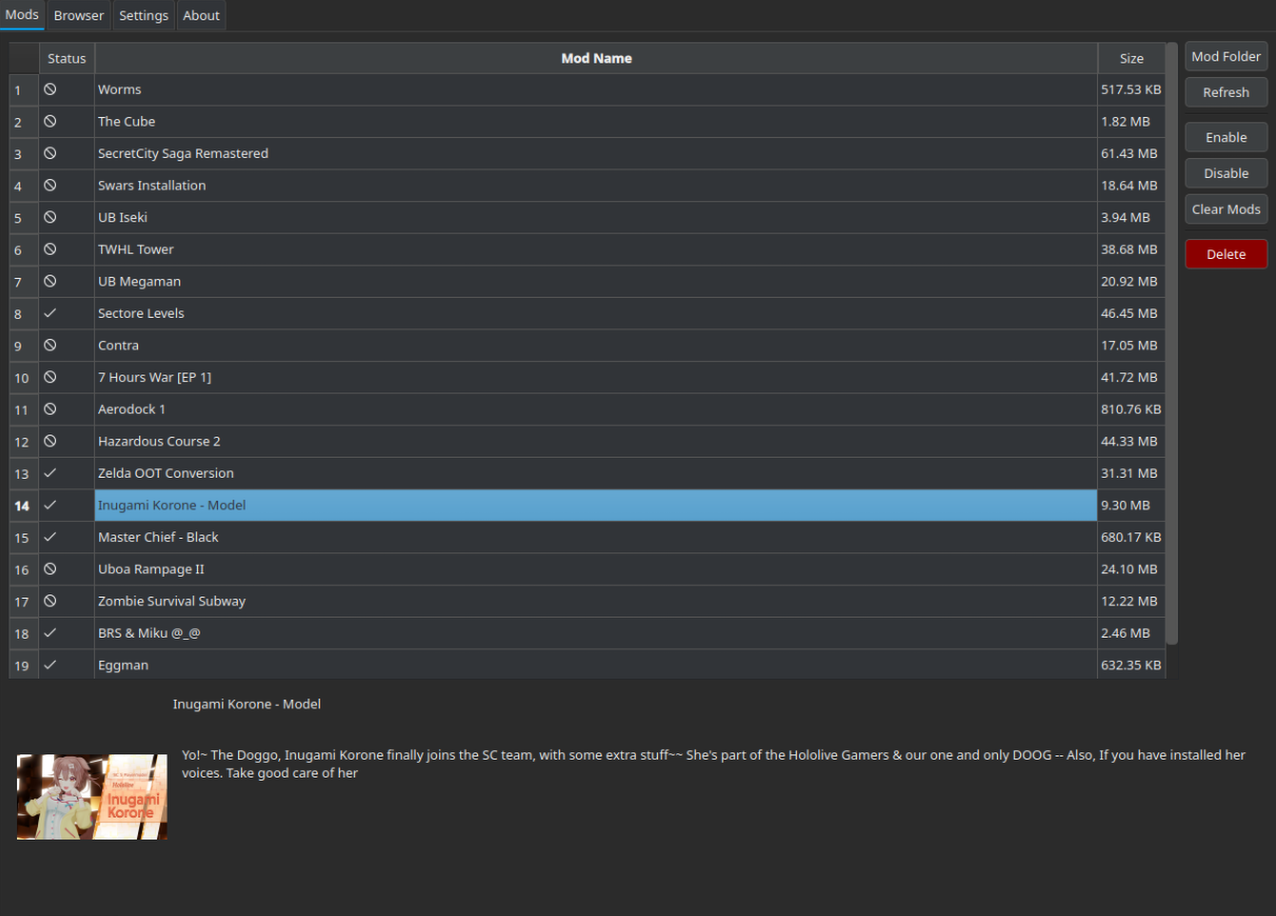 Mods Browser Settings About
Status Mod Name Size
1 Worms 517.53 KB
2 The Cube 1.82 MB
3 SecretCity Saga Remastered 61.43 MB
4 Swars Installation 18.64 MB
5 UB Iseki 3.94 MB
6 TWHL Tower 38.68 MB
7 UB Megaman 20.92 MB
8 Sectore Levels 46.45 MB
9 Contra 17.05 MB
10 7 Hours War [EP 1] 41.72 MB
11 Aerodock 1 810.76 KB
12 Hazardous Course 2 44.33 MB
13 Zelda OOT Conversion 31.31 MB
14 Inugami Korone - Model 9.30 MB
15 Master Chief - Black 680.17 KB
16 Uboa Rampage II 24.10 MB
17 Zombie Survival Subway 12.22 MB
18 BRS & Miku @_@ 2.46 MB
19 Eggman 632.35 KB
Mod Folder
Refresh
Enable
Disable
Clear Mods
Delete
Inugami Korone - Model
Yo!~ The Doggo, Inugami Korone finally joins the SC team, with some extra stuff~~ She's part of the Hololive Gamers & our one and only DOOG -- Also, If you have installed her
voices. Take good care of her
Hololive
Inugami
Korone